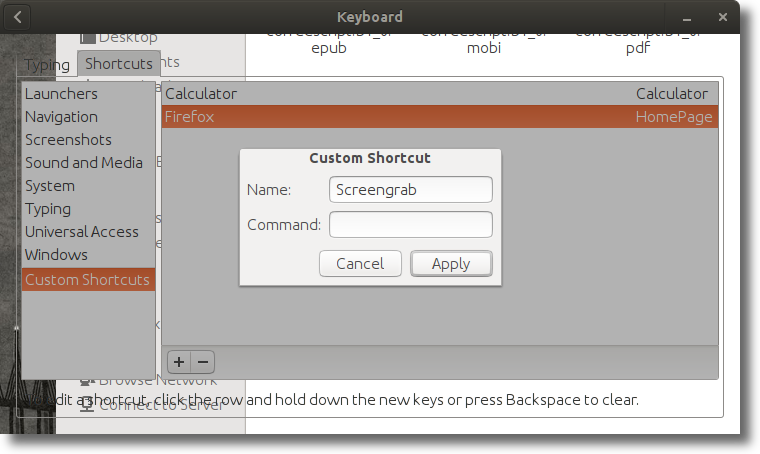 Keyboard
Desktop
epub
mobi
pdf
Typing
Shortcuts
Launchers
Navigation
Screenshots
Sound and Media
System
Typing
Universal Access
Windows
Custom Shortcuts
Calculator Calculator
Firefox HomePage
Custom Shortcut
Name: Screengrab
Command:
Cancel Apply
Browse Network
Connect to Server
dit a shortcut, click the row and hold down the new keys or press Backspace to clear.